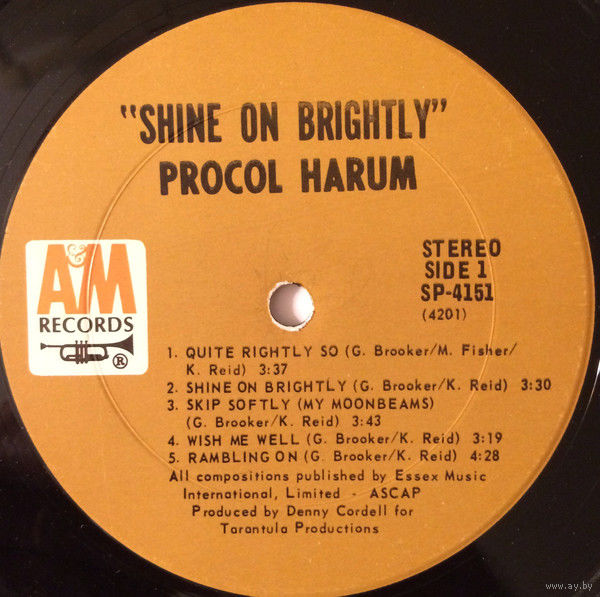 "SHINE ON BRIGHTLY"
PROCOL HARUM
STEREO
SIDE 1
SP-4151
(4201)
A&M
RECORDS
®
1. QUITE RIGHTLY SO (G. Brooker/M. Fisher/
K. Reid) 3:37
2. SHINE ON BRIGHTLY (G. Brooker/K. Reid) 3:30
3. SKIP SOFTLY (MY MOONBEAMS)
(G. Brooker/K. Reid) 3:43
4. WISH ME WELL (G. Brooker/K. Reid) 3:19
5. RAMBLING ON (G. Brooker/K. Reid) 4:28
All compositions published by Essex Music
International, Limited - ASCAP
Produced by Denny Cordell for
Tarantula Productions
www.ay.by